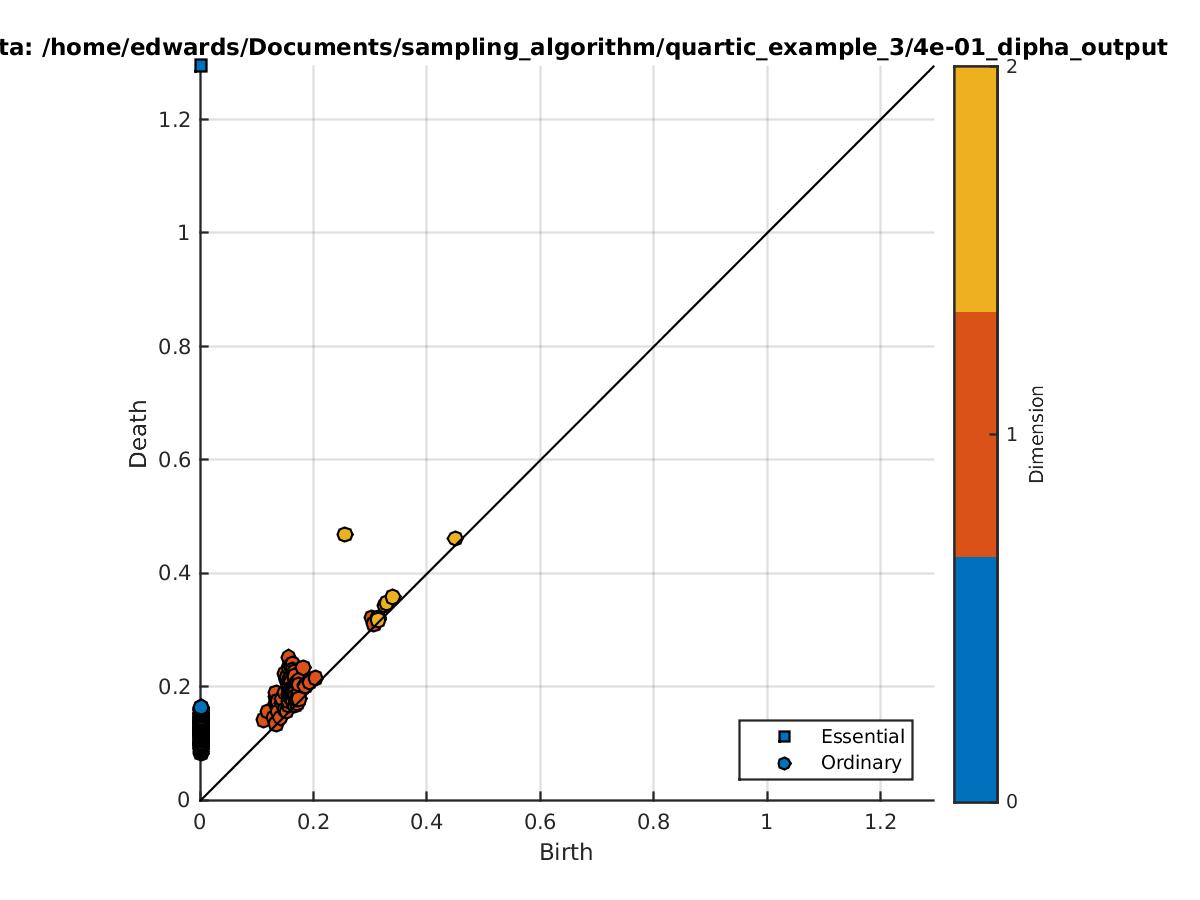 ta: /home/edwards/Documents/sampling_algorithm/quartic_example_3/4e-01_dipha_output
1.2
1
0.8
0.6
0.4
0.2
0
Death
0 0.2 0.4 0.6 0.8 1 1.2
Birth
Essential
Ordinary
2
1
0
Dimension